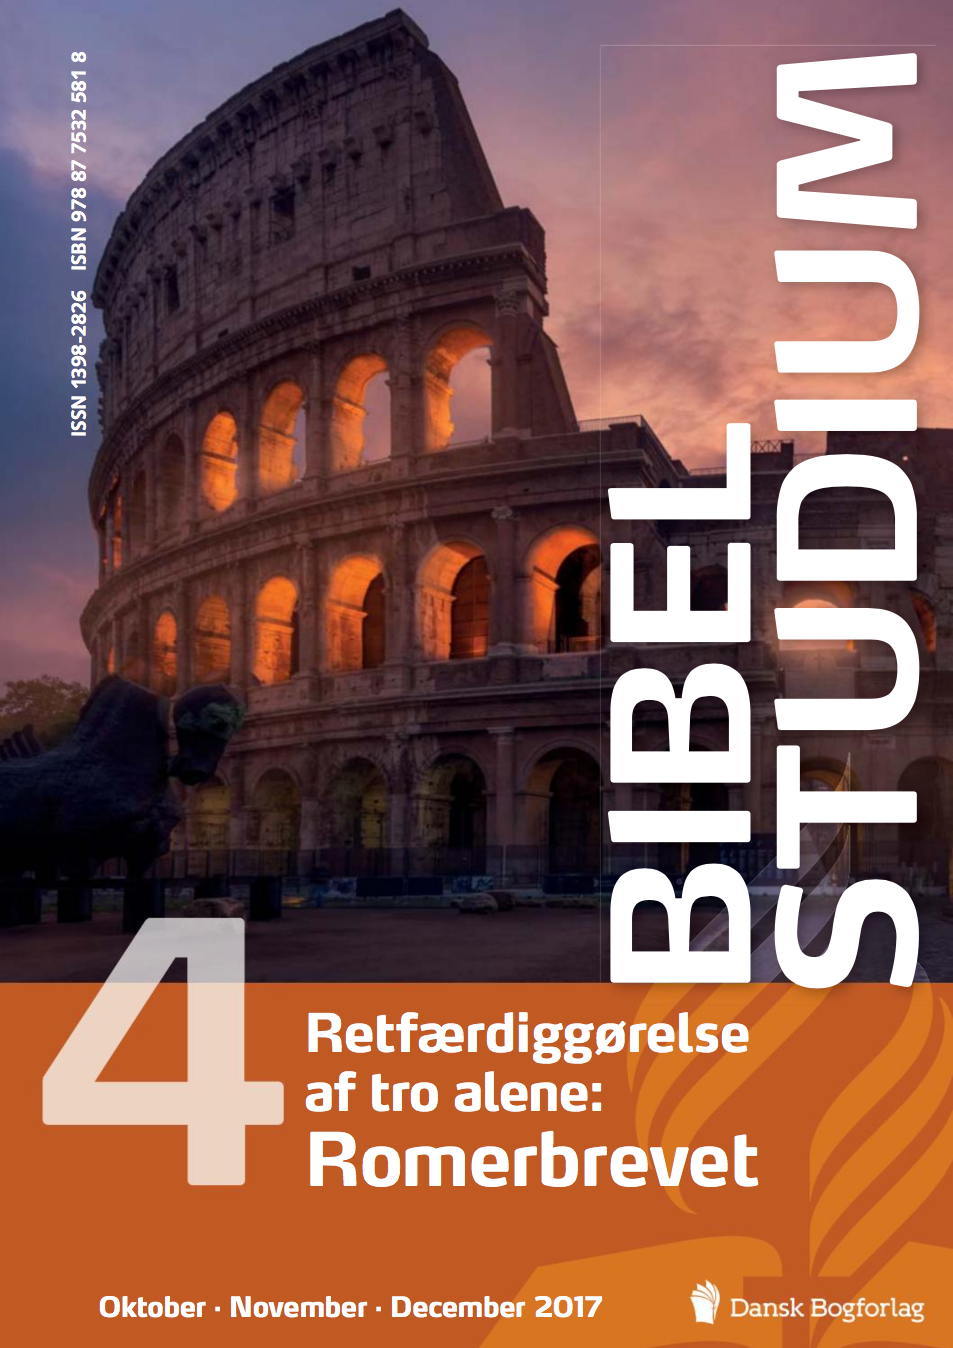 ISSN 1398-2826 ISBN 978 87 7532 581 8
BIBEL
STUDIUM
4
Retfærdiggørelse
af tro alene:
Romerbrevet
Oktober · November · December 2017
Dansk Bogforlag